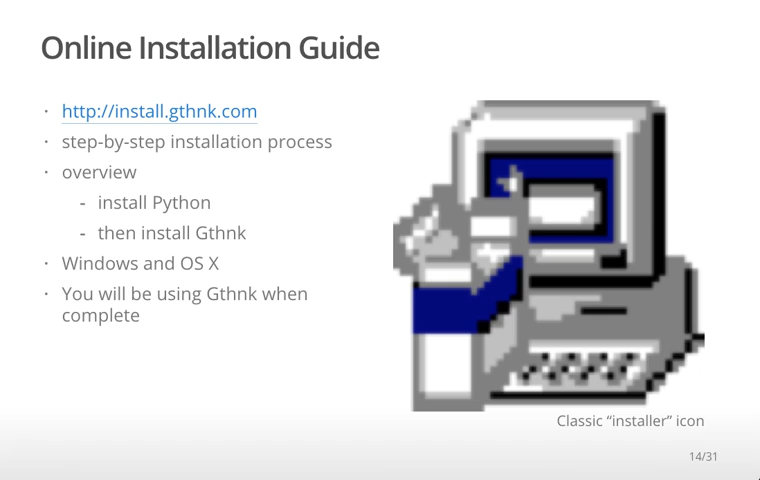 Online Installation Guide
· http://install.gthnk.com
· step-by-step installation process
· overview
- install Python
- then install Gthnk
· Windows and OS X
· You will be using Gthnk when
complete
Classic “installer” icon
14/31